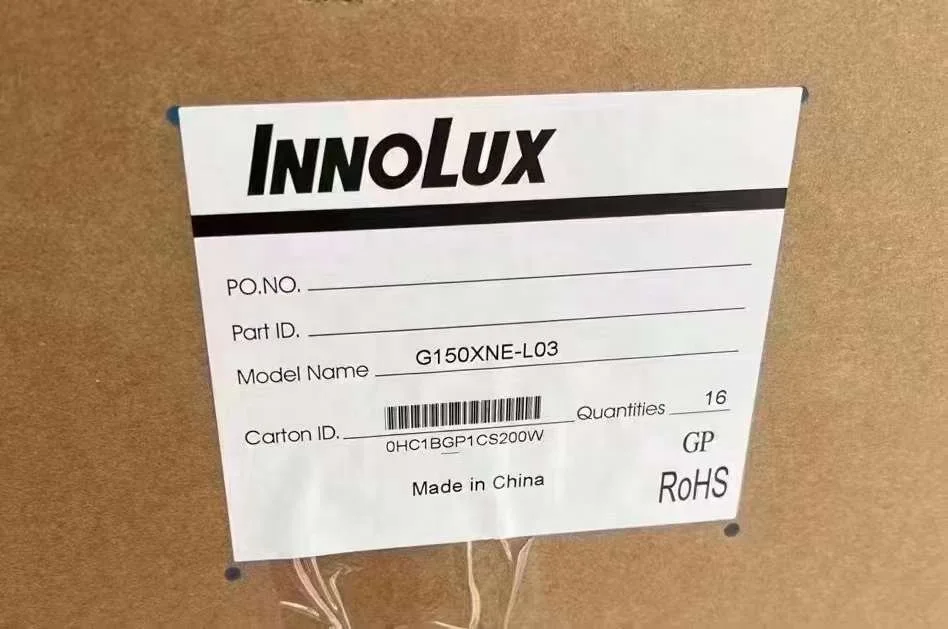 INNOLUX
PO.NO.
Part ID.
Model Name G150XNE-L03
Carton ID. Quantities 16
0HC1BGP1CS200W
GP
Made in China
RoHS